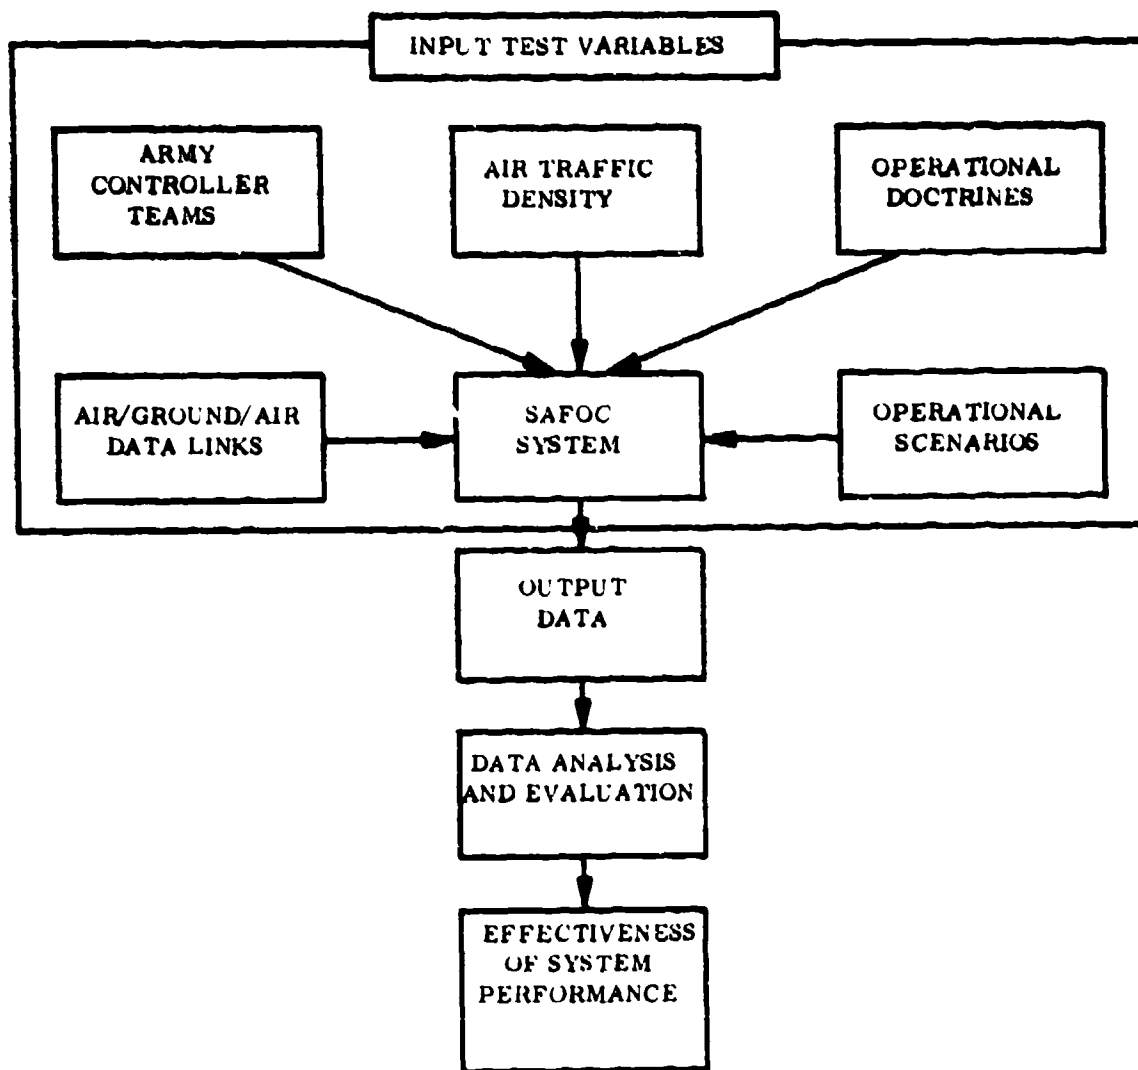 INPUT TEST VARIABLES
ARMY
CONTROLLER
TEAMS
AIR TRAFFIC
DENSITY
OPERATIONAL
DOCTRINES
AIR/GROUND/AIR
DATA LINKS
SAFOC
SYSTEM
OPERATIONAL
SCENARIOS
OUTPUT
DATA
DATA ANALYSIS
AND EVALUATION
EFFECTIVENESS
OF SYSTEM
PERFORMANCE